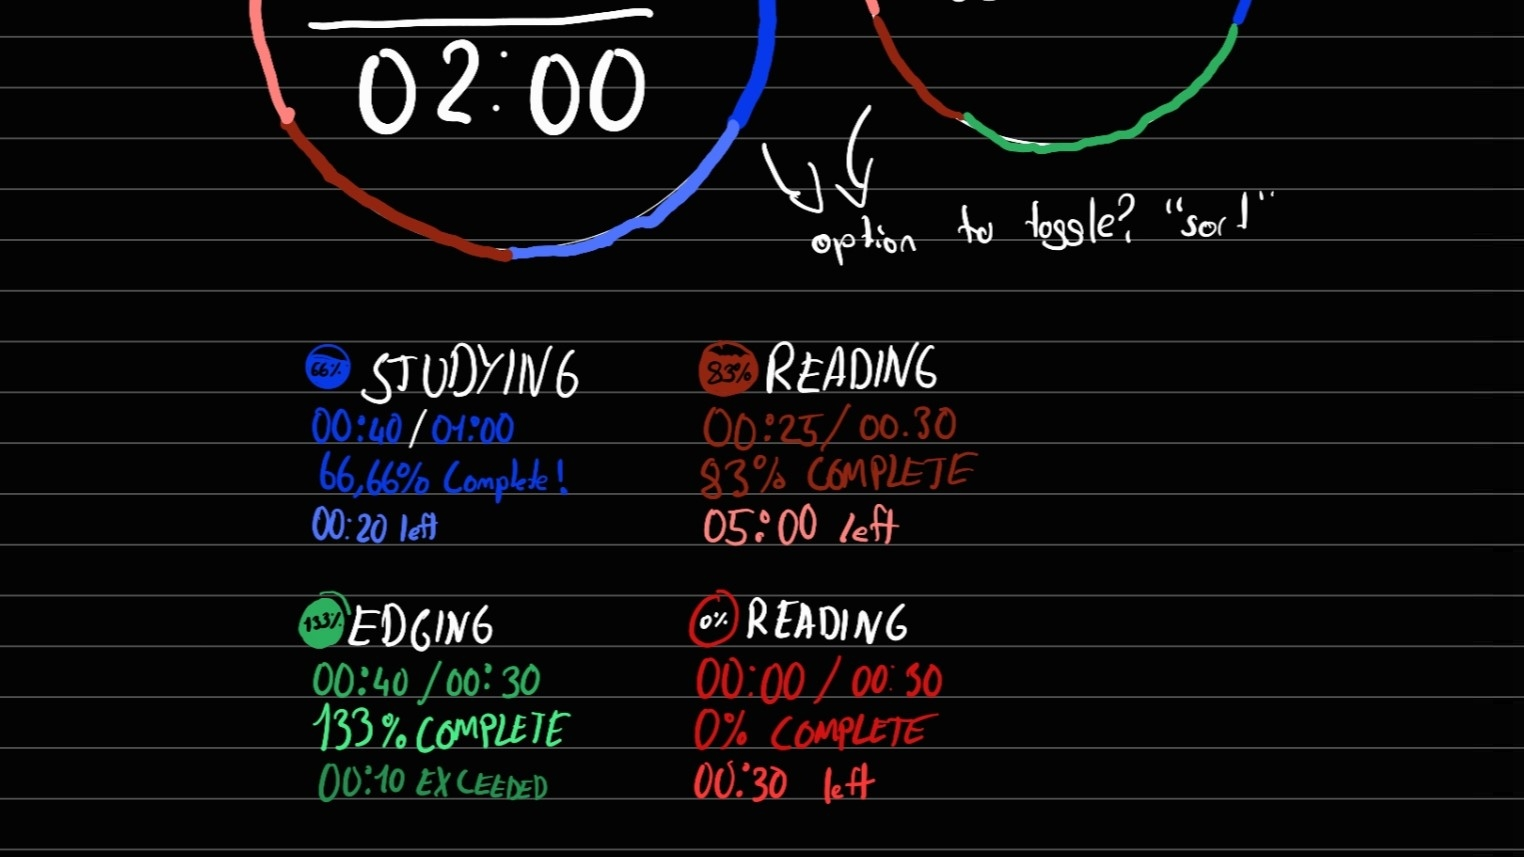 02:00
option to toggle? "sort"
66% STUDYING
00:40 / 01:00
66,66% Complete!
00:20 left
83% READING
00:25 / 00.30
83% COMPLETE
05:00 left
133% EDGING
00:40 / 00:30
133% COMPLETE
00:10 EXCEEDED
0% READING
00:00 / 00:30
0% COMPLETE
00:30 left